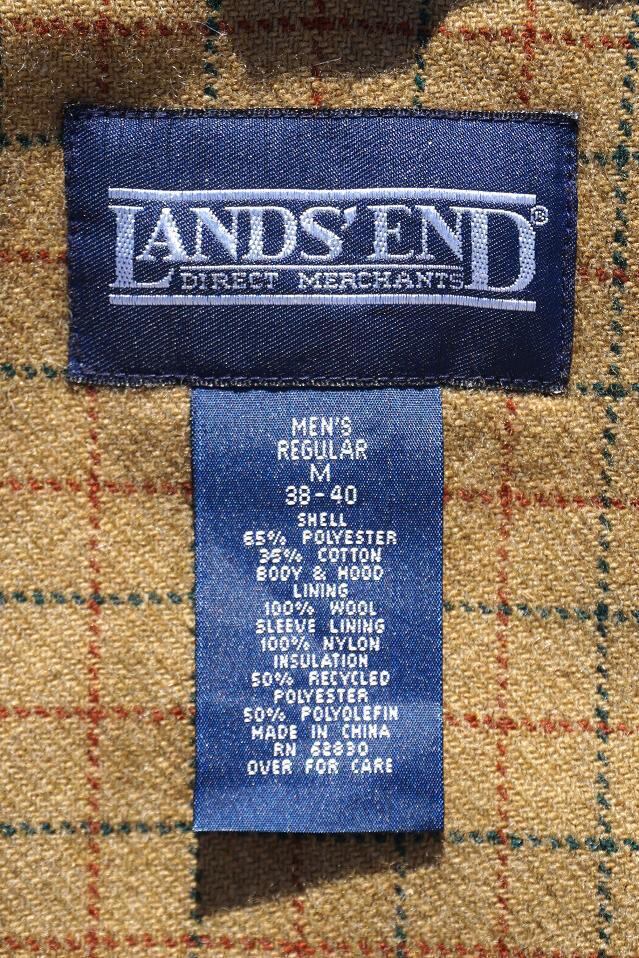 LANDS' END®
DIRECT MERCHANTS
MEN'S
REGULAR
M
38-40
SHELL
65% POLYESTER
35% COTTON
BODY & HOOD
LINING
100% WOOL
SLEEVE LINING
100% NYLON
INSULATION
50% RECYCLED
POLYESTER
50% POLYOLEFIN
MADE IN CHINA
RN 62830
OVER FOR CARE